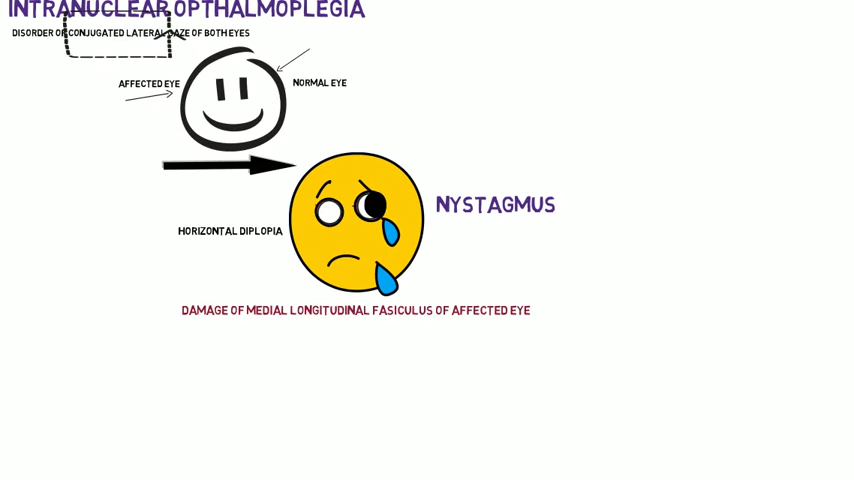 INTRANUCLEAR OPTHALMOPLEGIA
DISORDER OF CONJUGATED LATERAL GAZE OF BOTH EYES
AFFECTED EYE
NORMAL EYE
NYSTAGMUS
HORIZONTAL DIPLOPIA
DAMAGE OF MEDIAL LONGITUDINAL FASICULUS OF AFFECTED EYE